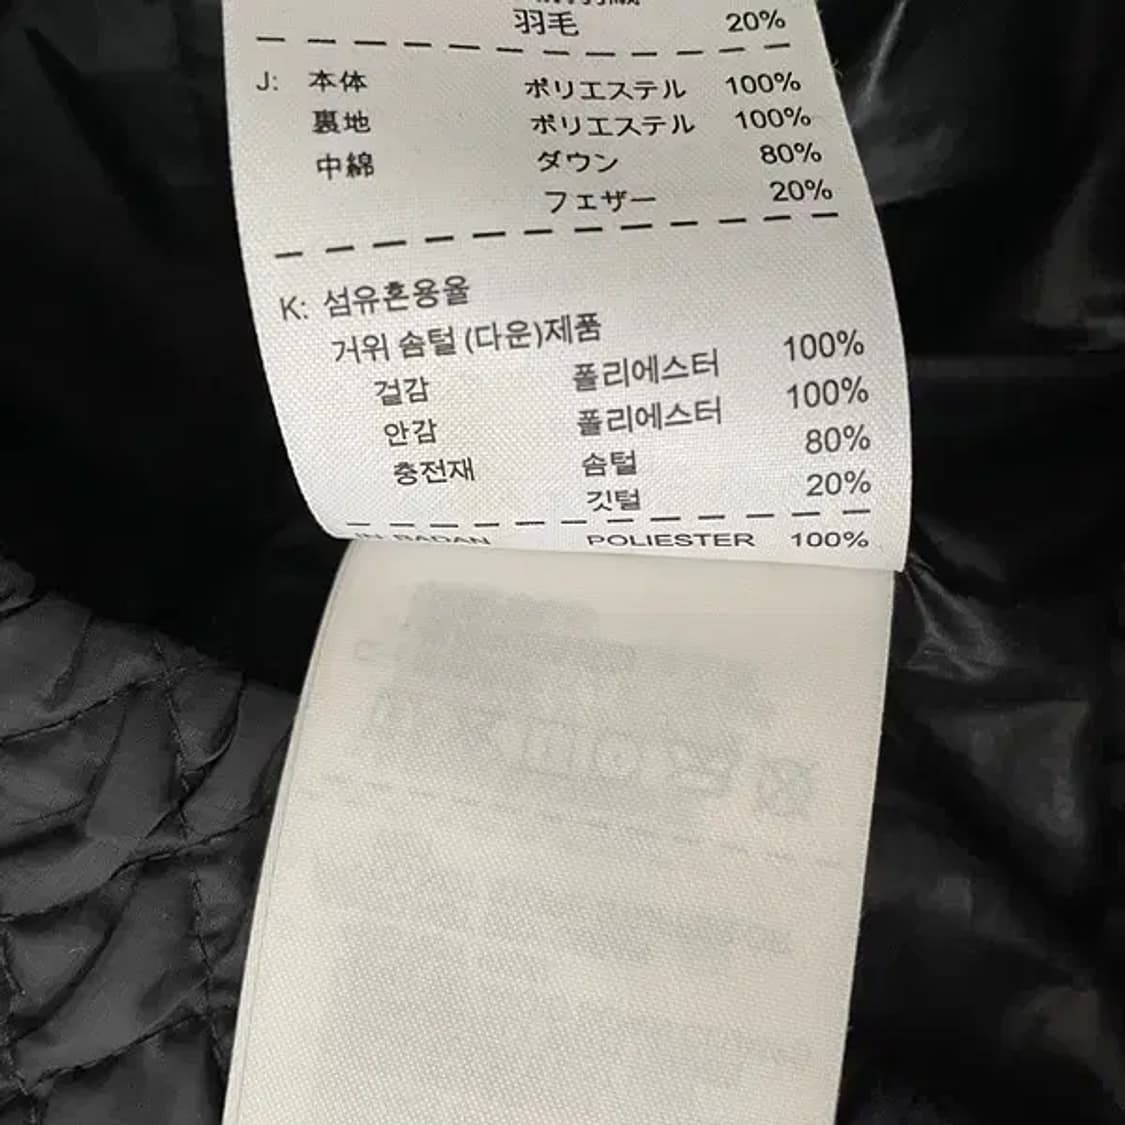 羽毛 20%
J: 本体 ポリエステル 100%
裏地 ポリエステル 100%
中綿 ダウン 80%
フェザー 20%
K: 섬유혼용율
거위 솜털 (다운)제품
겉감 폴리에스터 100%
안감 폴리에스터 100%
충전재 솜털 80%
깃털 20%
BADAN POLIESTER 100%